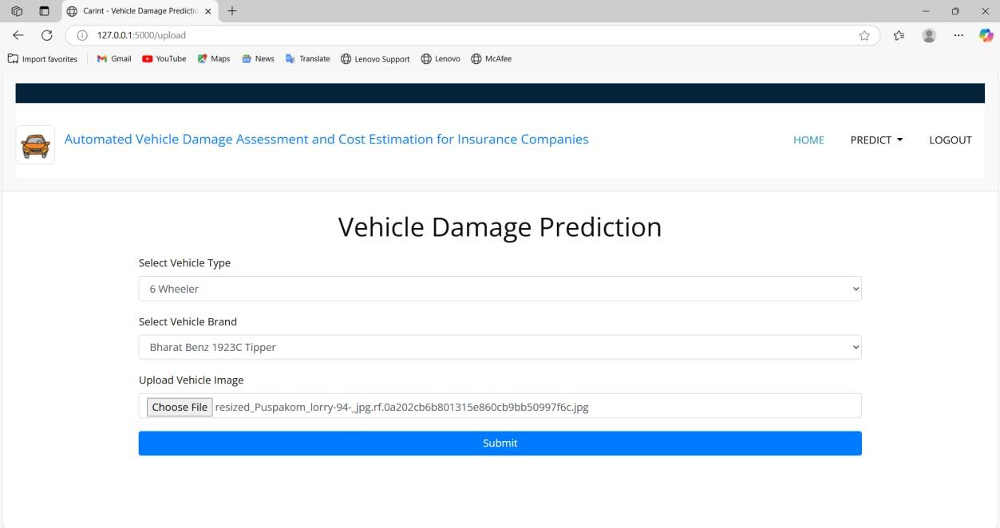 Carint - Vehicle Damage Predictio
127.0.0.1:5000/upload
Import favorites Gmail YouTube Maps News Translate Lenovo Support Lenovo McAfee
Automated Vehicle Damage Assessment and Cost Estimation for Insurance Companies HOME PREDICT LOGOUT
Vehicle Damage Prediction
Select Vehicle Type
6 Wheeler
Select Vehicle Brand
Bharat Benz 1923C Tipper
Upload Vehicle Image
Choose File resized_Puspakom_lorry-94-_jpg.rf.0a202cb6b801315e860cb9bb50997f6c.jpg
Submit